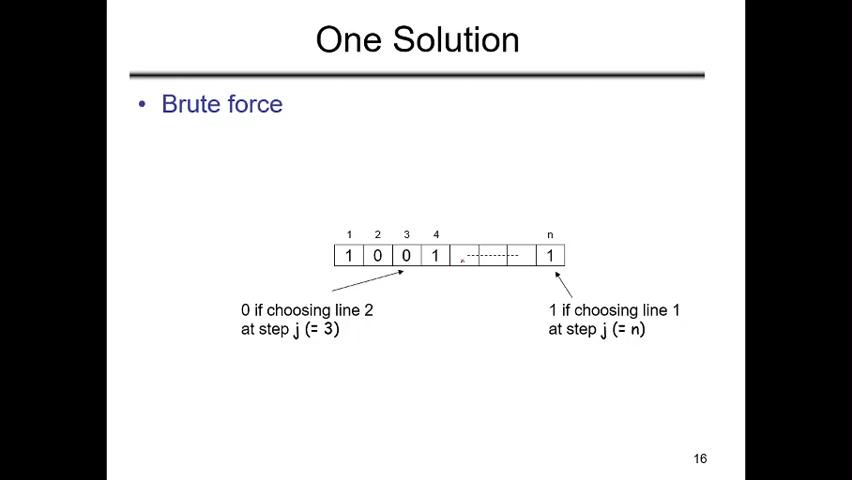 One Solution
• Brute force
1 2 3 4 n
1 0 0 1 1
0 if choosing line 2
at step j (= 3)
1 if choosing line 1
at step j (= n)
16